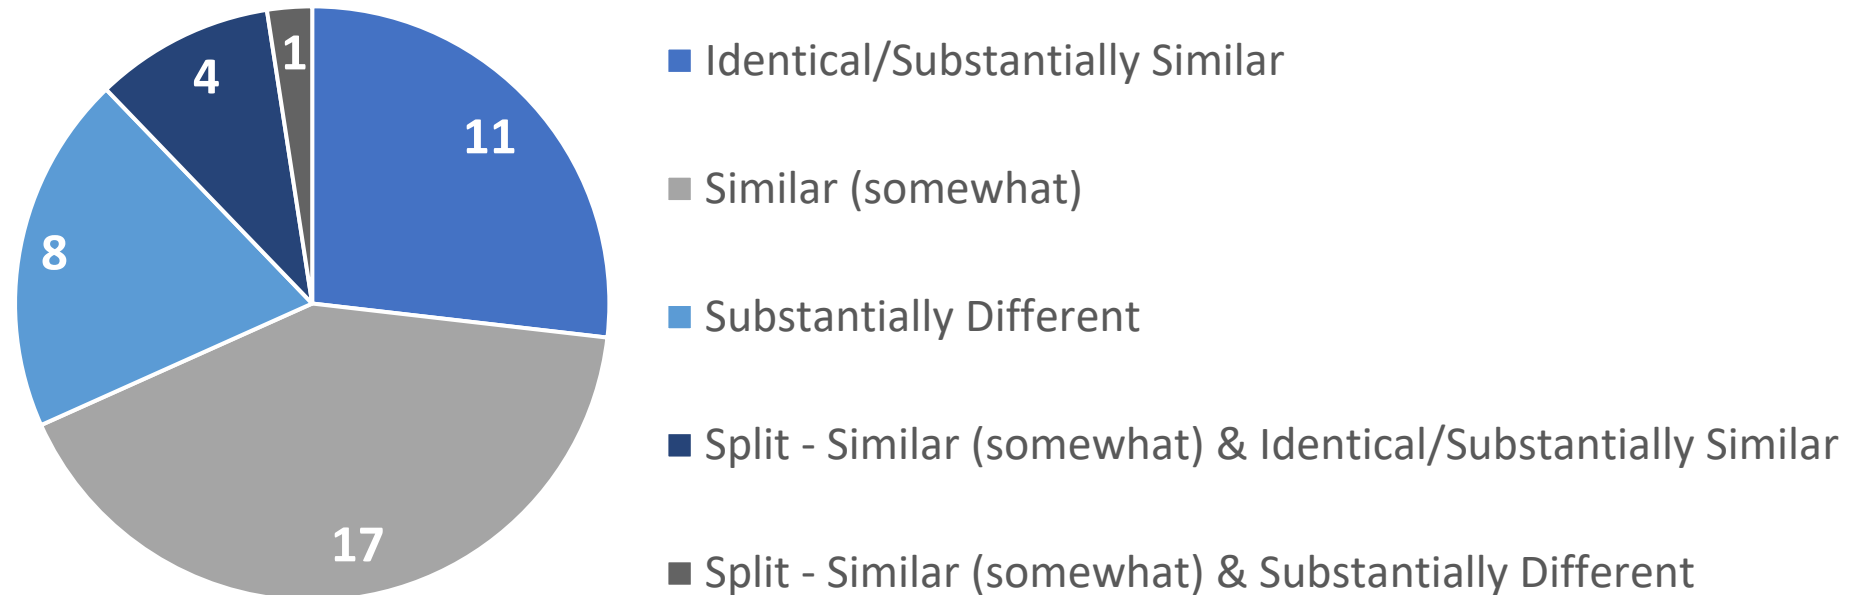 1
4
11
8
17
Identical/Substantially Similar
Similar (somewhat)
Substantially Different
Split - Similar (somewhat) & Identical/Substantially Similar
Split - Similar (somewhat) & Substantially Different